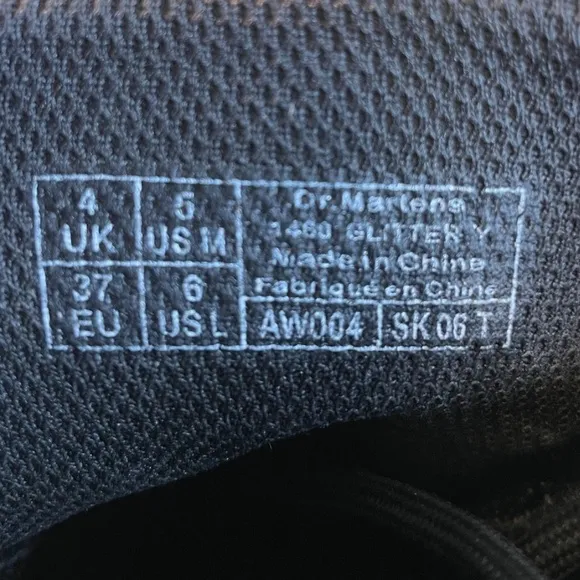 4 UK
5 US M
37 EU
6 US L
Dr.Martens
1460 GLITTER Y
Made in China
Fabriqué en Chine
AW004
SK 06 T